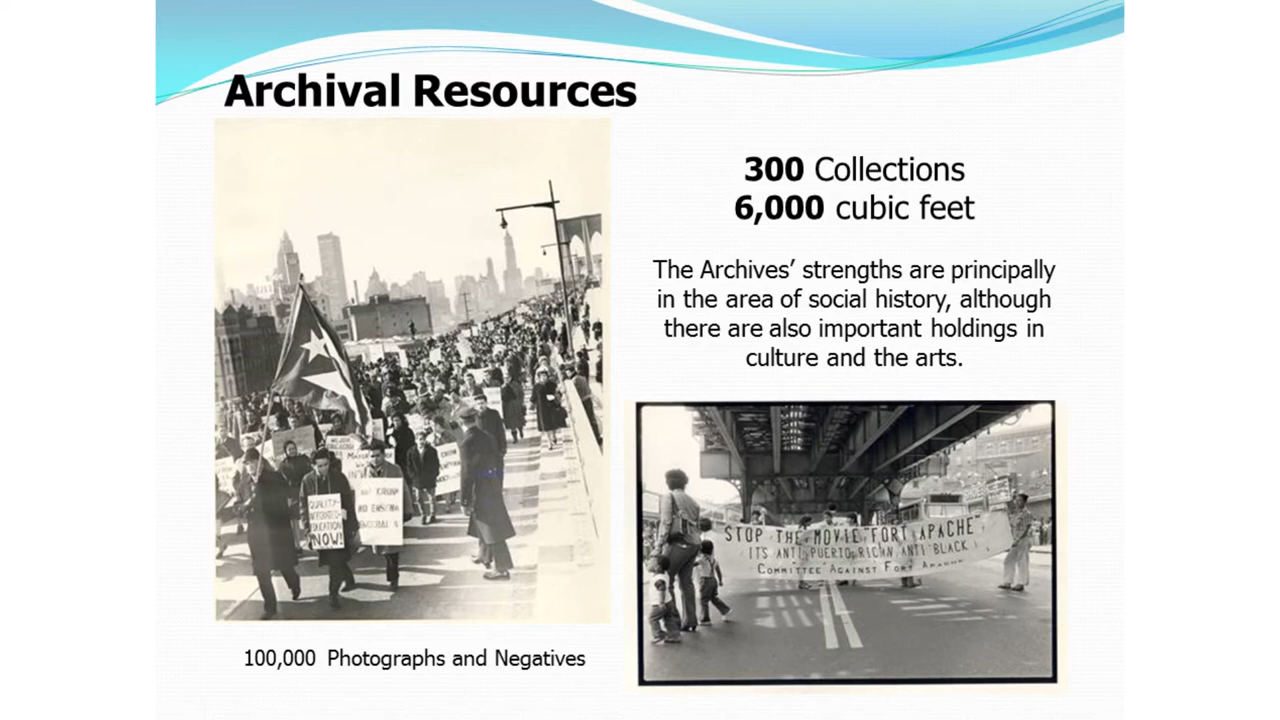 Archival Resources
300 Collections
6,000 cubic feet
The Archives’ strengths are principally
in the area of social history, although
there are also important holdings in
culture and the arts.
QUALITY
INTEGRATED
EDUCATION
NOW!
STOP THE MOVIE "FORT APACHE"
ITS ANTI PUERTO RICAN ANTI BLACK
COMMITTEE AGAINST FORT APACHE
100,000 Photographs and Negatives